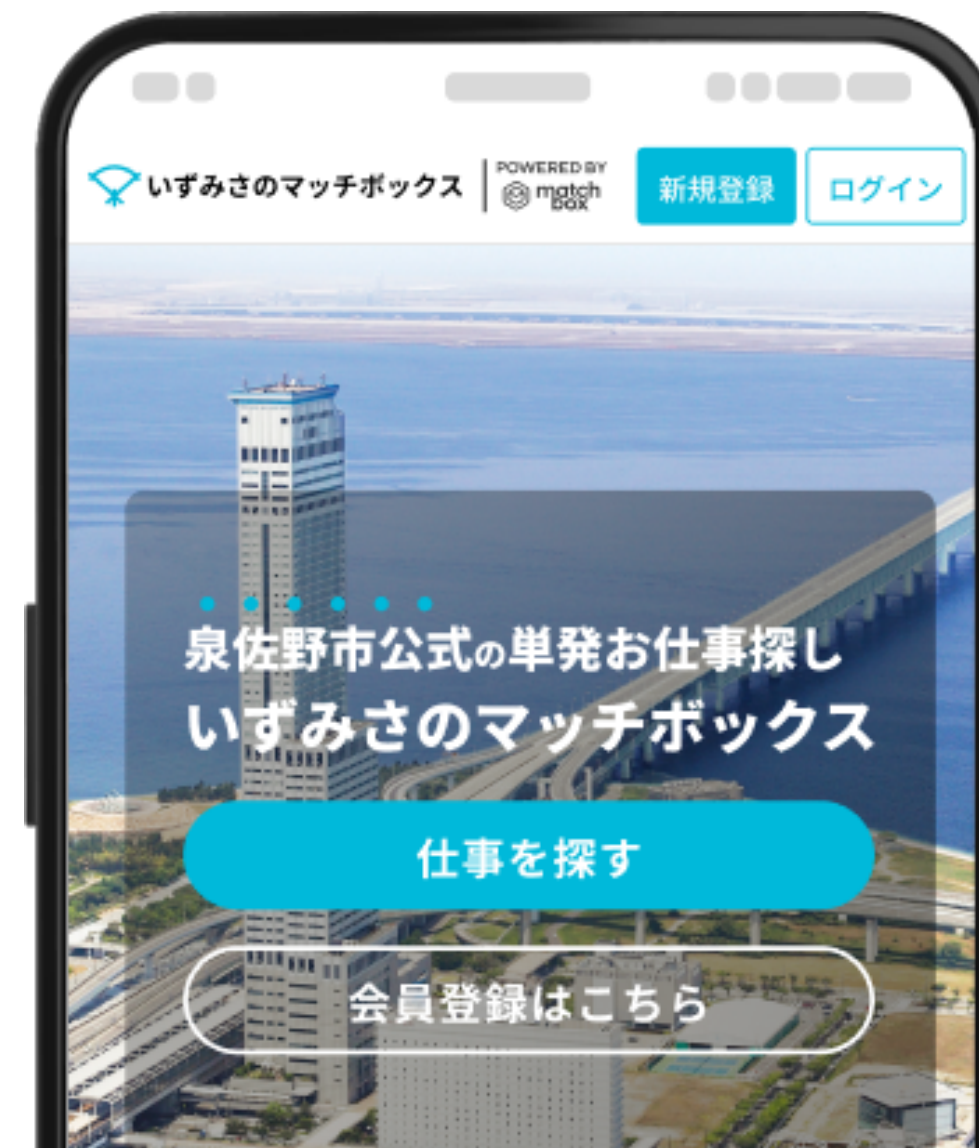 いずみさのマッチボックス
POWERED BY
match
box
新規登録
ログイン
泉佐野市公式の単発お仕事探し
いずみさのマッチボックス
仕事を探す
会員登録はこちら